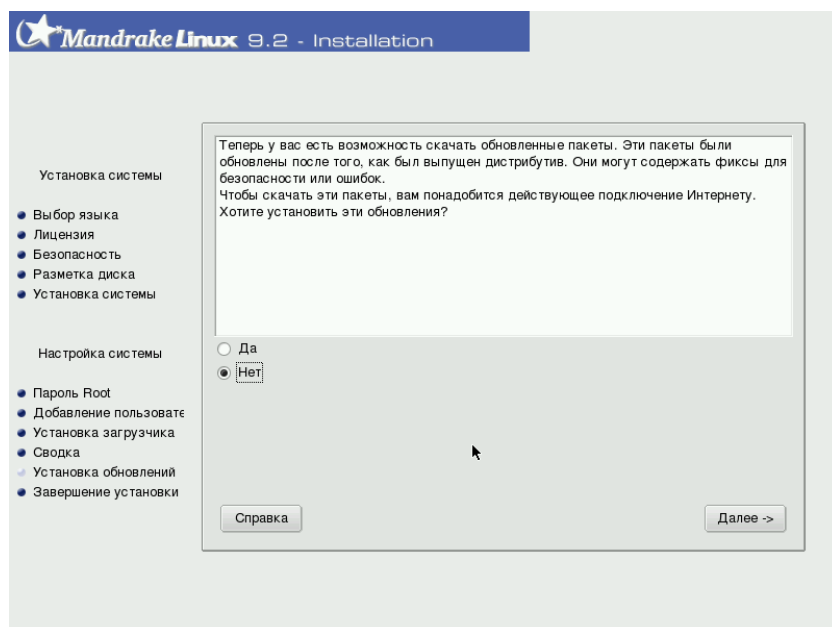 Mandrake Linux 9.2 - Installation
Установка системы
Выбор языка
Лицензия
Безопасность
Разметка диска
Установка системы
Настройка системы
Пароль Root
Добавление пользовате
Установка загрузчика
Сводка
Установка обновлений
Завершение установки
Теперь у вас есть возможность скачать обновленные пакеты. Эти пакеты были
обновлены после того, как был выпущен дистрибутив. Они могут содержать фиксы для
безопасности или ошибок.
Чтобы скачать эти пакеты, вам понадобится действующее подключение Интернету.
Хотите установить эти обновления?
Да
Нет
Справка
Далее ->